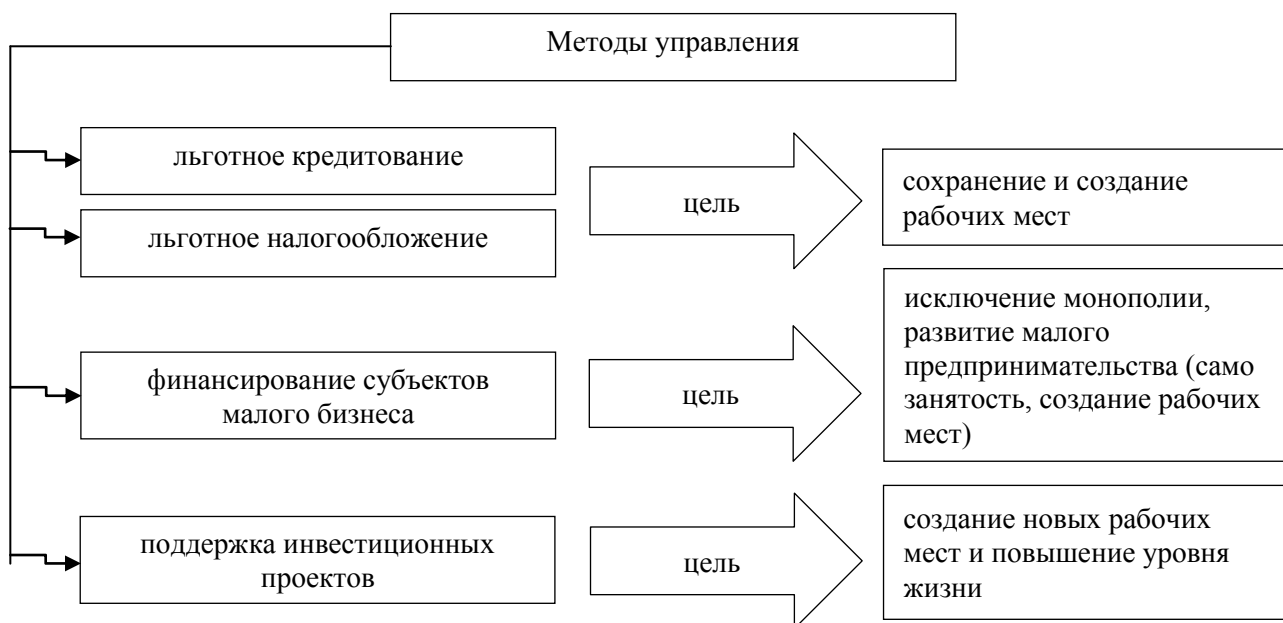 Методы управления
льготное кредитование
льготное налогообложение
цель
сохранение и создание
рабочих мест
финансирование субъектов
малого бизнеса
цель
исключение монополии,
развитие малого
предпринимательства (само
занятость, создание рабочих
мест)
поддержка инвестиционных
проектов
цель
создание новых рабочих
мест и повышение уровня
жизни